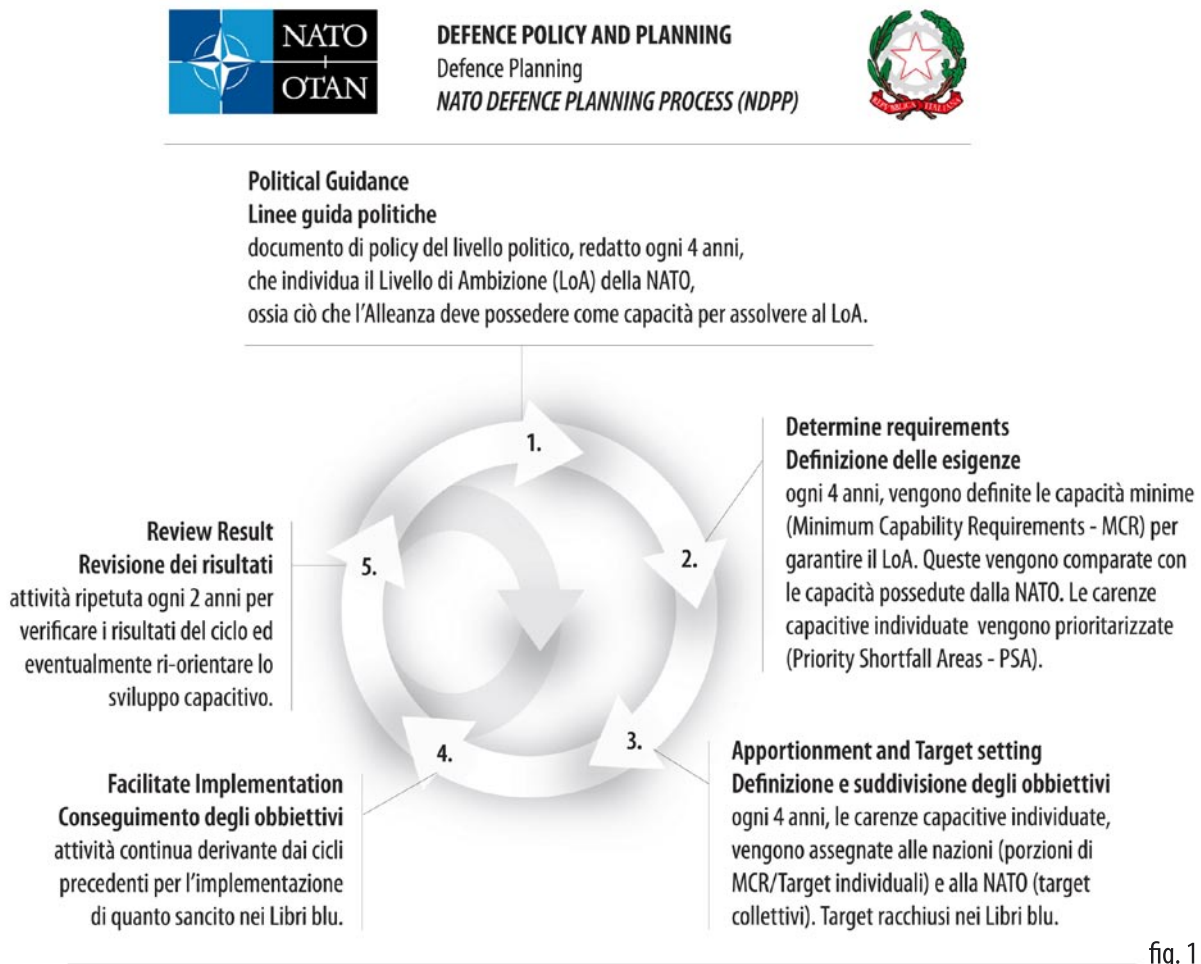 NATO
OTAN
DEFENCE POLICY AND PLANNING
Defence Planning
NATO DEFENCE PLANNING PROCESS (NDPP)
REPVBBLICA ITALIANA
Political Guidance
Linee guida politiche
documento di policy del livello politico, redatto ogni 4 anni,
che individua il Livello di Ambizione (LoA) della NATO,
ossia ciò che l'Alleanza deve possedere come capacità per assolvere al LoA.
1.
Determine requirements
Definizione delle esigenze
ogni 4 anni, vengono definite le capacità minime
(Minimum Capability Requirements - MCR) per
garantire il LoA. Queste vengono comparate con
le capacità possedute dalla NATO. Le carenze
capacitive individuate vengono prioritarizzate
(Priority Shortfall Areas - PSA).
2.
Review Result
Revisione dei risultati
attività ripetuta ogni 2 anni per
verificare i risultati del ciclo ed
eventualmente ri-orientare lo
sviluppo capacitivo.
5.
3.
Apportionment and Target setting
Definizione e suddivisione degli obbiettivi
ogni 4 anni, le carenze capacitive individuate,
vengono assegnate alle nazioni (porzioni di
MCR/Target individuali) e alla NATO (target
collettivi). Target racchiusi nei Libri blu.
4.
Facilitate Implementation
Conseguimento degli obbiettivi
attività continua derivante dai cicli
precedenti per l'implementazione
di quanto sancito nei Libri blu.
fig. 1